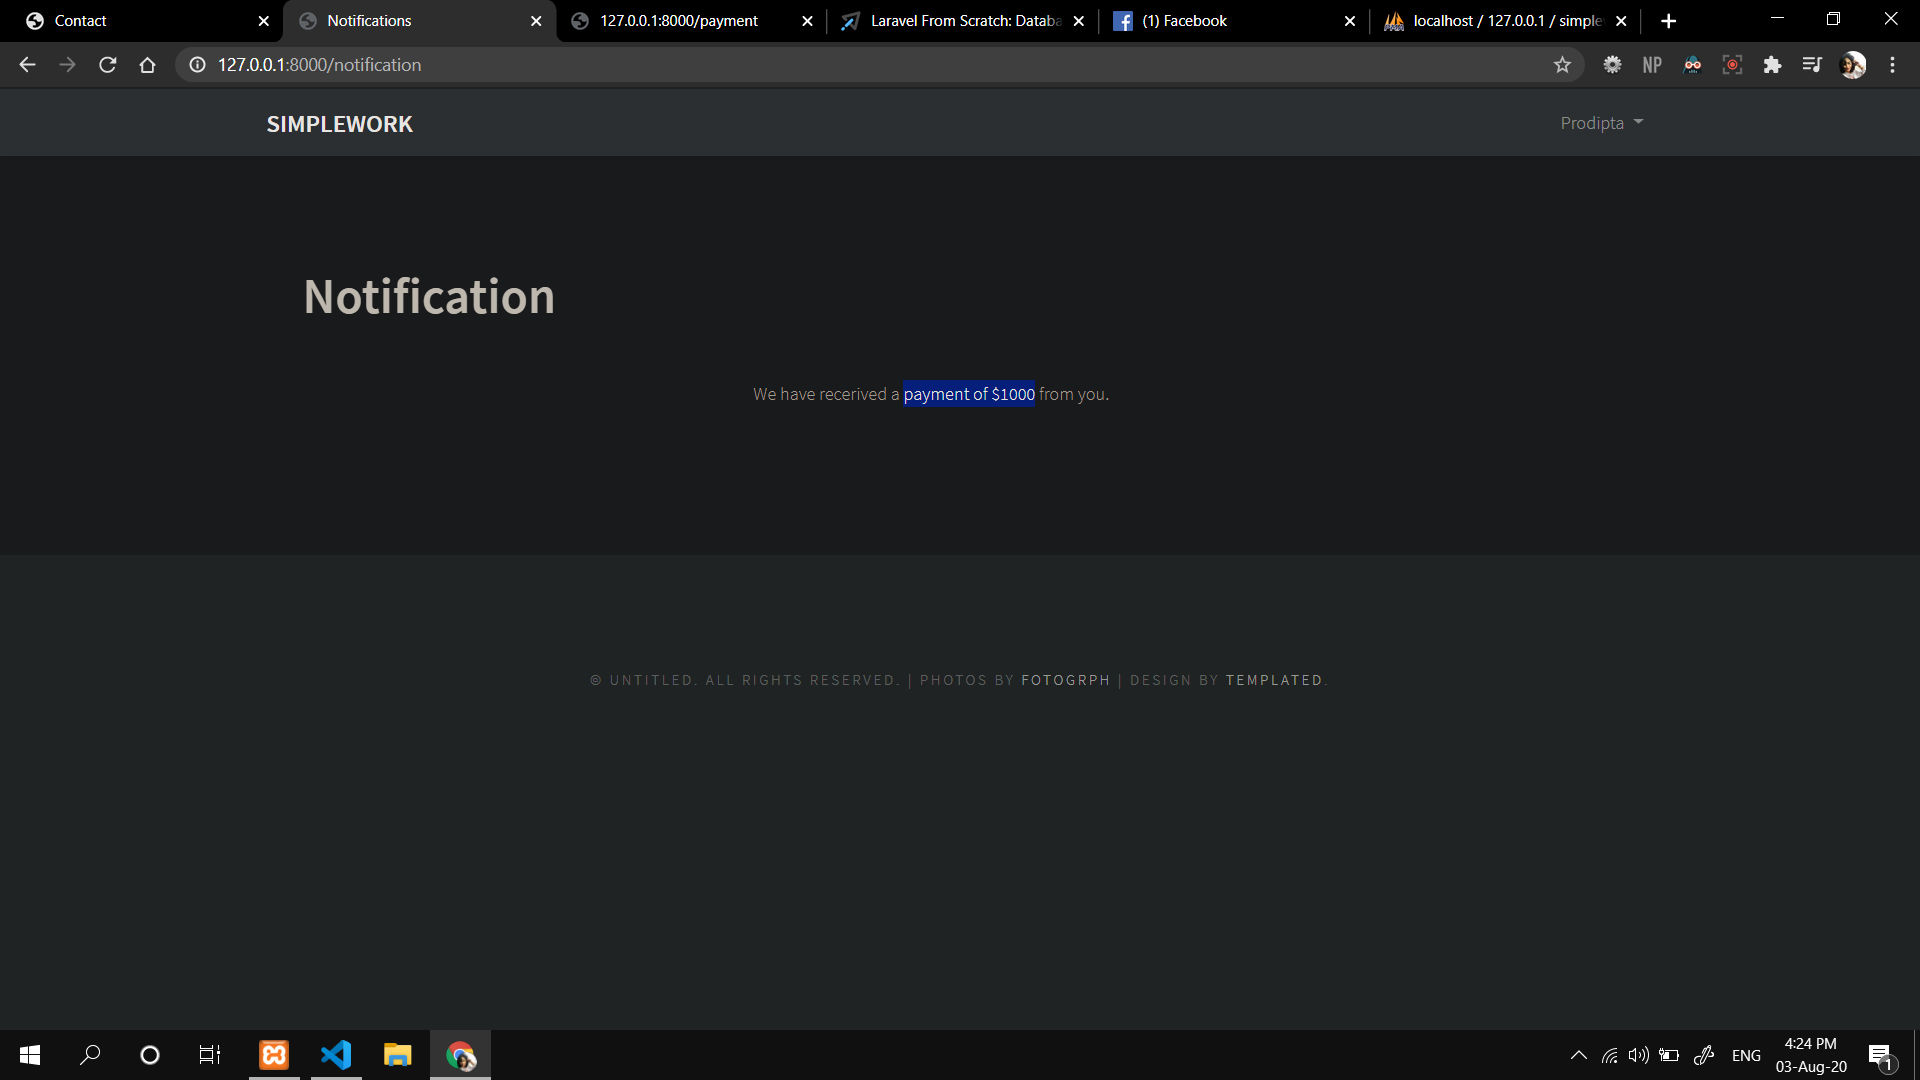 Contact
Notifications
127.0.0.1:8000/payment
Laravel From Scratch: Databa
(1) Facebook
localhost / 127.0.0.1 / simple
127.0.0.1:8000/notification
NP
SIMPLEWORK
Prodipta
Notification
We have recerived a payment of $1000 from you.
© UNTITLED. ALL RIGHTS RESERVED. | PHOTOS BY FOTOGRPH | DESIGN BY TEMPLATED.
ENG
4:24 PM
03-Aug-20
1